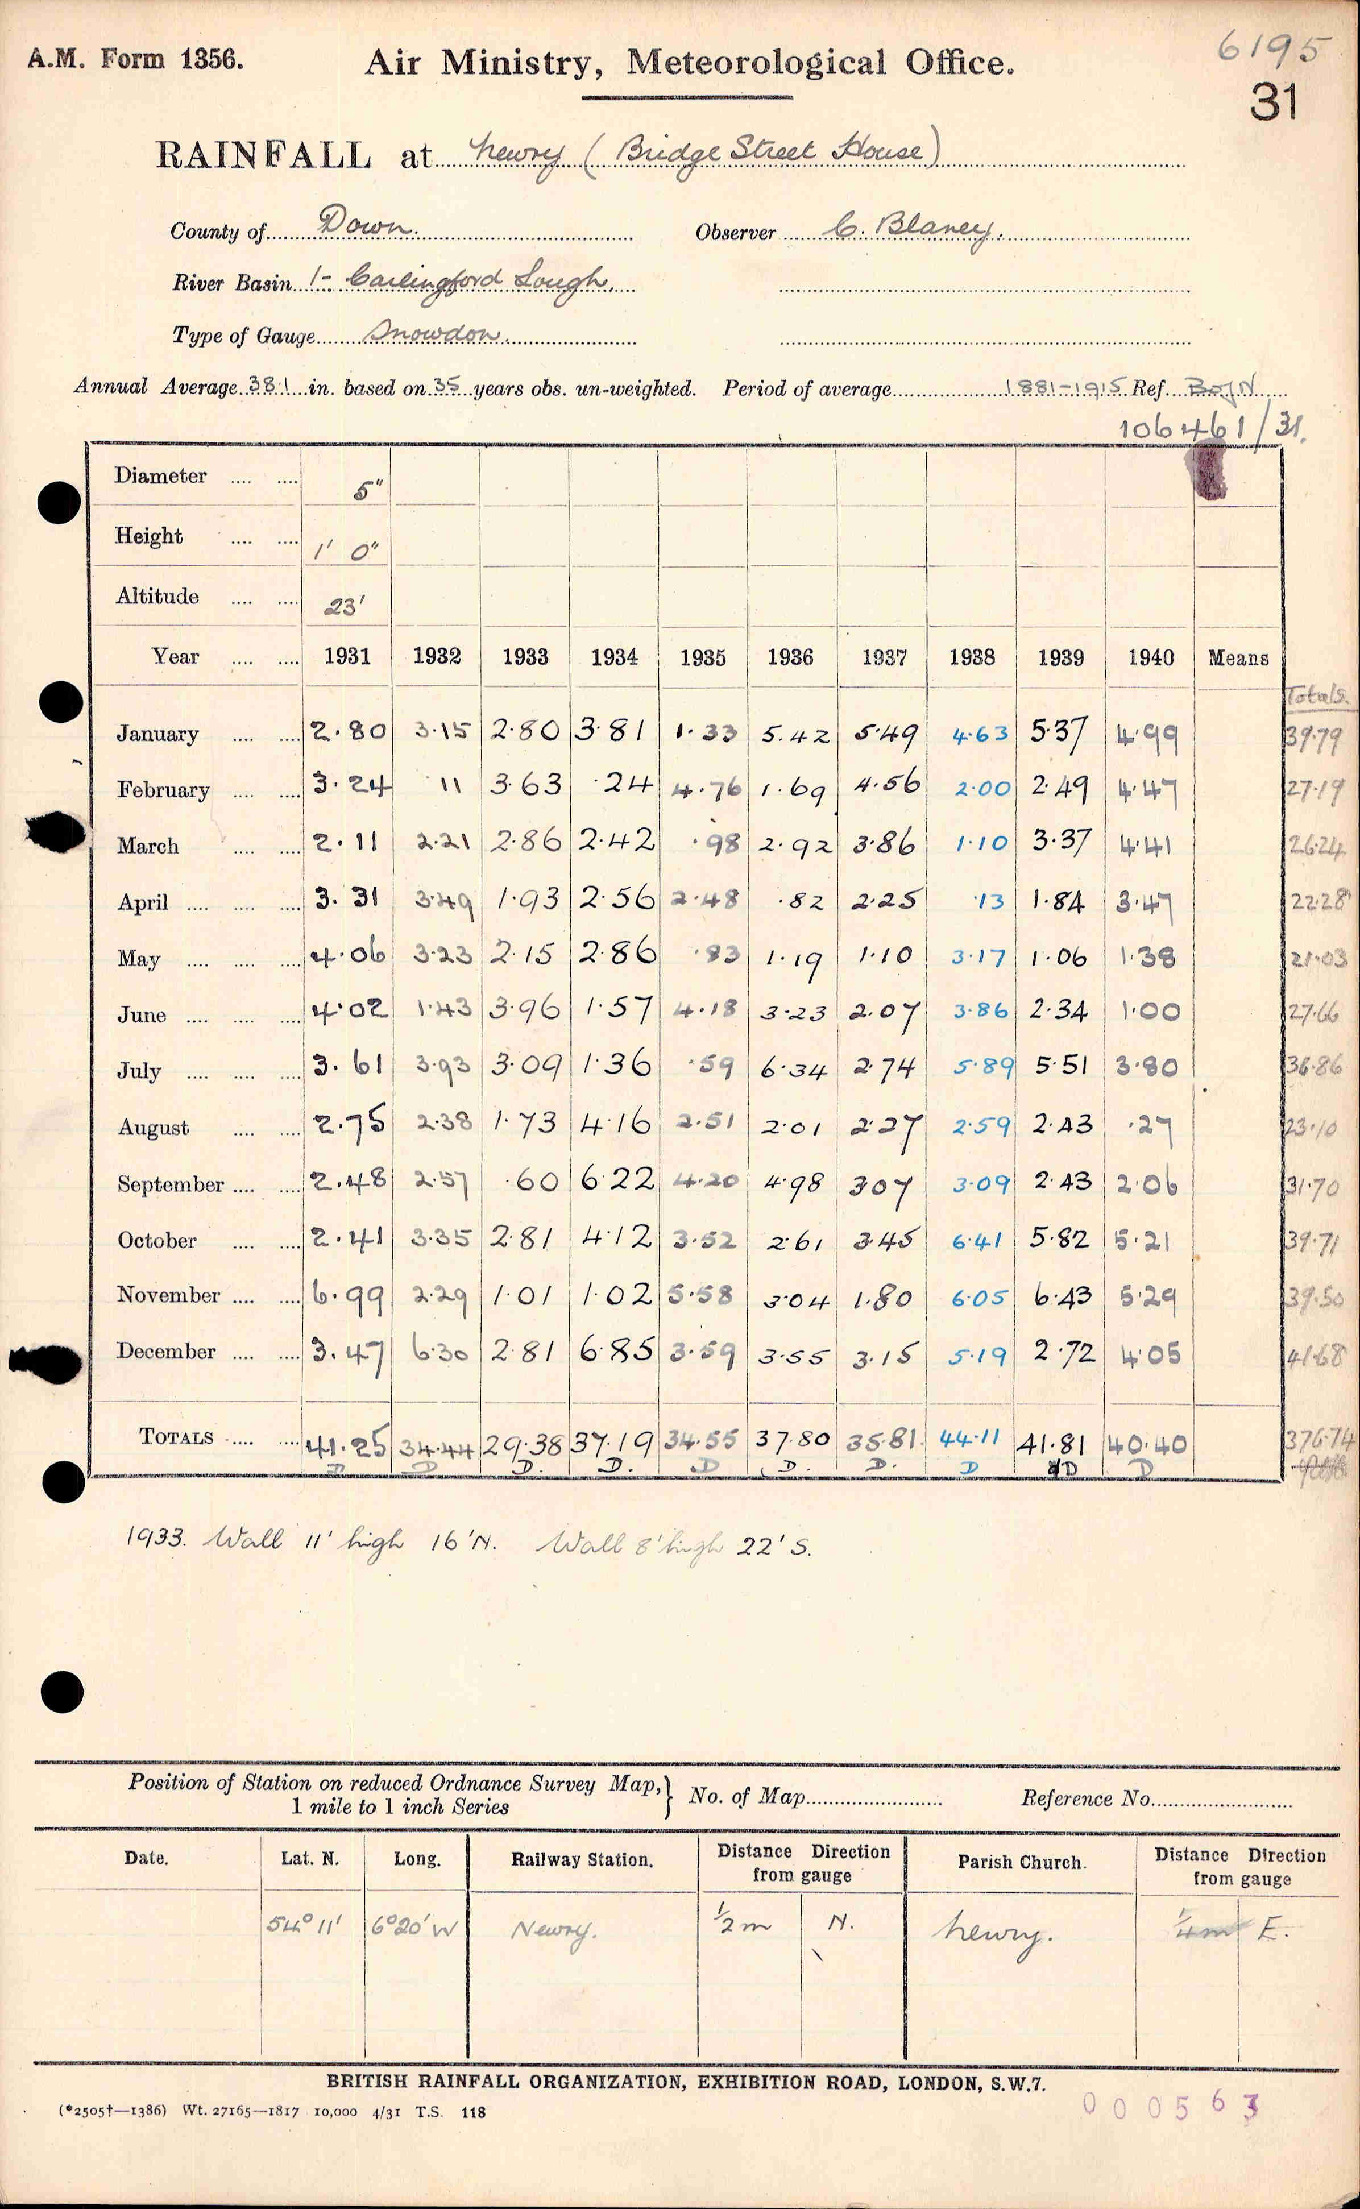 A.M. Form 1356. Air Ministry, Meteorological Office. 6195
31
RAINFALL at Newry (Bridge Street House)
County of Down. Observer C. Blaney.
River Basin 1- Carlingford Lough.
Type of Gauge Snowdon.
Annual Average 38.1 in. based on 35 years obs. un-weighted. Period of average 1881-1915 Ref.
106461/31.
Diameter .... .... 5"
Height .... .... 1' 0"
Altitude .... .... 23'
Year .... .... 1931 1932 1933 1934 1935 1936 1937 1938 1939 1940 Means
Totals.
January .... .... 2.80 3.15 2.80 3.81 1.33 5.42 5.49 4.63 5.37 4.99 39.79
February .... .... 3.24 11 3.63 .24 4.76 1.69 4.56 2.00 2.49 4.47 27.19
March .... .... 2.11 2.21 2.86 2.42 .98 2.92 3.86 1.10 3.37 4.41 26.24
April .... .... .... 3.31 3.49 1.93 2.56 2.48 .82 2.25 .13 1.84 3.47 22.28
May .... .... .... 4.06 3.23 2.15 2.86 .83 1.19 1.10 3.17 1.06 1.38 21.03
June .... .... .... 4.02 1.43 3.96 1.57 4.18 3.23 2.07 3.86 2.34 1.00 27.66
July .... .... .... 3.61 3.93 3.09 1.36 .59 6.34 2.74 5.89 5.51 3.80 36.86
August .... .... 2.75 2.38 1.73 4.16 2.51 2.01 2.27 2.59 2.43 .27 23.10
September .... .... 2.48 2.57 .60 6.22 4.20 4.98 3.07 3.09 2.43 2.06 31.70
October .... .... 2.41 3.35 2.81 4.12 3.52 2.61 3.45 6.41 5.82 5.21 39.71
November .... .... 6.99 2.29 1.01 1.02 5.58 3.04 1.80 6.05 6.43 5.29 39.50
December .... .... 3.47 6.30 2.81 6.85 3.59 3.55 3.15 5.19 2.72 4.05 41.68
TOTALS .... .... 41.25 34.44 29.38 37.19 34.55 37.80 35.81 44.11 41.81 40.40 376.74
D D D. D. D D. D. D D D
1933. Wall 11' high 16'N. Wall 8' high 22'S.
Position of Station on reduced Ordnance Survey Map, 1 mile to 1 inch Series } No. of Map Reference No.
Date. Lat. N. Long. Railway Station. Distance Direction from gauge Parish Church. Distance Direction from gauge
54° 11' 6° 20' W Newry. 1/2 m N. Newry. 1/4 m E.
BRITISH RAINFALL ORGANIZATION, EXHIBITION ROAD, LONDON, S.W.7.
(*2505†—1386) Wt. 27165—1817 10,000 4/31 T.S. 118
000563